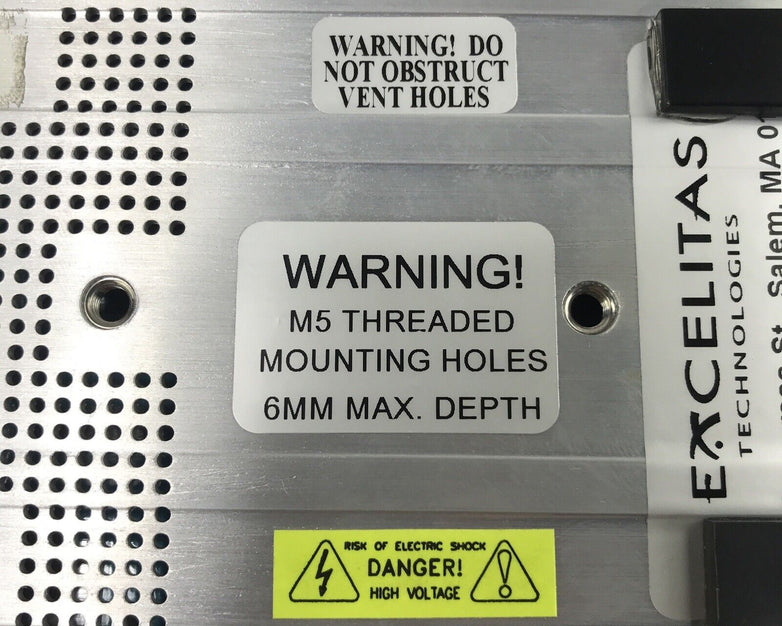 WARNING! DO
NOT OBSTRUCT
VENT HOLES
WARNING!
M5 THREADED
MOUNTING HOLES
6MM MAX. DEPTH
EXCELITAS
TECHNOLOGIES
St., Salem, MA
RISK OF ELECTRIC SHOCK
DANGER!
HIGH VOLTAGE